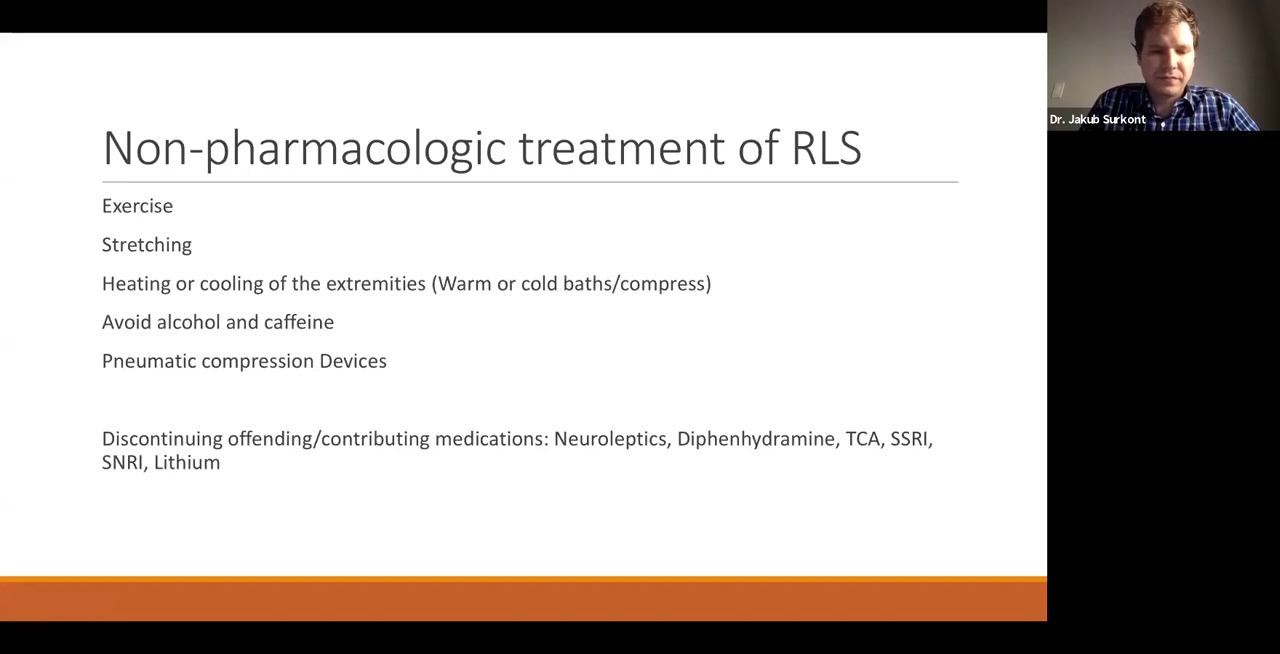 Non-pharmacologic treatment of RLS
Exercise
Stretching
Heating or cooling of the extremities (Warm or cold baths/compress)
Avoid alcohol and caffeine
Pneumatic compression Devices
Discontinuing offending/contributing medications: Neuroleptics, Diphenhydramine, TCA, SSRI,
SNRI, Lithium
Dr. Jakub Surkont